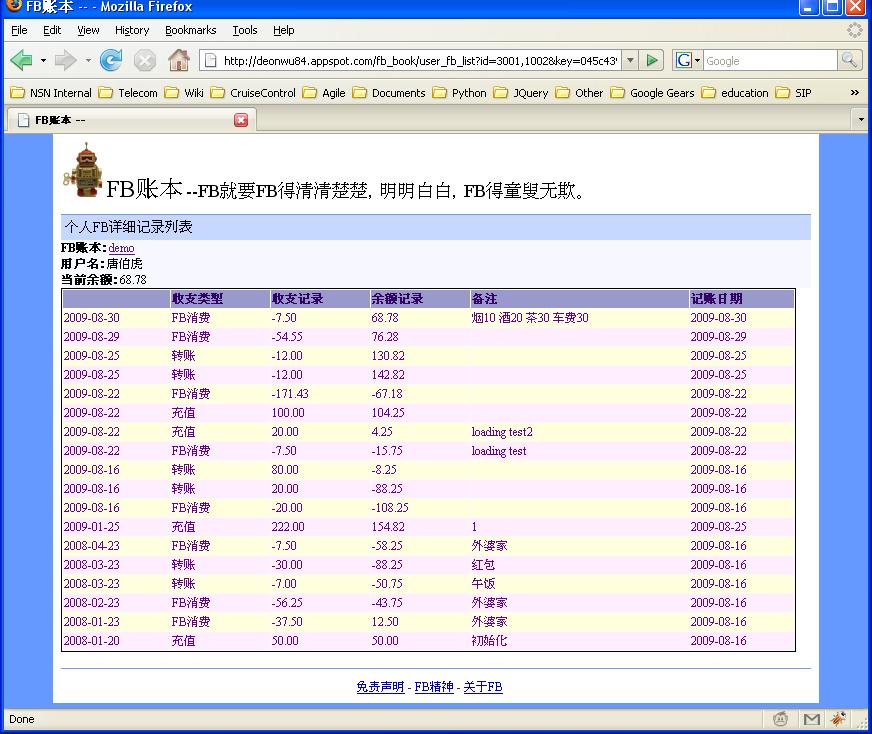 FB账本 -- - Mozilla Firefox
File Edit View History Bookmarks Tools Help
http://deonwu84.appspot.com/fb_book/user_fb_list?id=3001,1002&key=045c43 Google
NSN Internal Telecom Wiki CruiseControl Agile Documents Python JQuery Other Google Gears education SIP »
FB账本 --
FB账本 --FB就要FB得清清楚楚, 明明白白, FB得童叟无欺。
个人FB详细记录列表
FB账本:demo
用户名:唐伯虎
当前余额:68.78
收支类型 收支记录 余额记录 备注 记账日期
2009-08-30 FB消费 -7.50 68.78 烟10 酒20 茶30 车费30 2009-08-30
2009-08-29 FB消费 -54.55 76.28 2009-08-29
2009-08-25 转账 -12.00 130.82 2009-08-25
2009-08-25 转账 -12.00 142.82 2009-08-25
2009-08-22 FB消费 -171.43 -67.18 2009-08-22
2009-08-22 充值 100.00 104.25 2009-08-22
2009-08-22 充值 20.00 4.25 loading test2 2009-08-22
2009-08-22 FB消费 -7.50 -15.75 loading test 2009-08-22
2009-08-16 转账 80.00 -8.25 2009-08-16
2009-08-16 转账 20.00 -88.25 2009-08-16
2009-08-16 FB消费 -20.00 -108.25 2009-08-16
2009-01-25 充值 222.00 154.82 1 2009-08-25
2008-04-23 FB消费 -7.50 -58.25 外婆家 2009-08-16
2008-03-23 转账 -30.00 -88.25 红包 2009-08-16
2008-03-23 转账 -7.00 -50.75 午饭 2009-08-16
2008-02-23 FB消费 -56.25 -43.75 外婆家 2009-08-16
2008-01-23 FB消费 -37.50 12.50 外婆家 2009-08-16
2008-01-20 充值 50.00 50.00 初始化 2009-08-16
免责声明 - FB精神 - 关于FB
Done